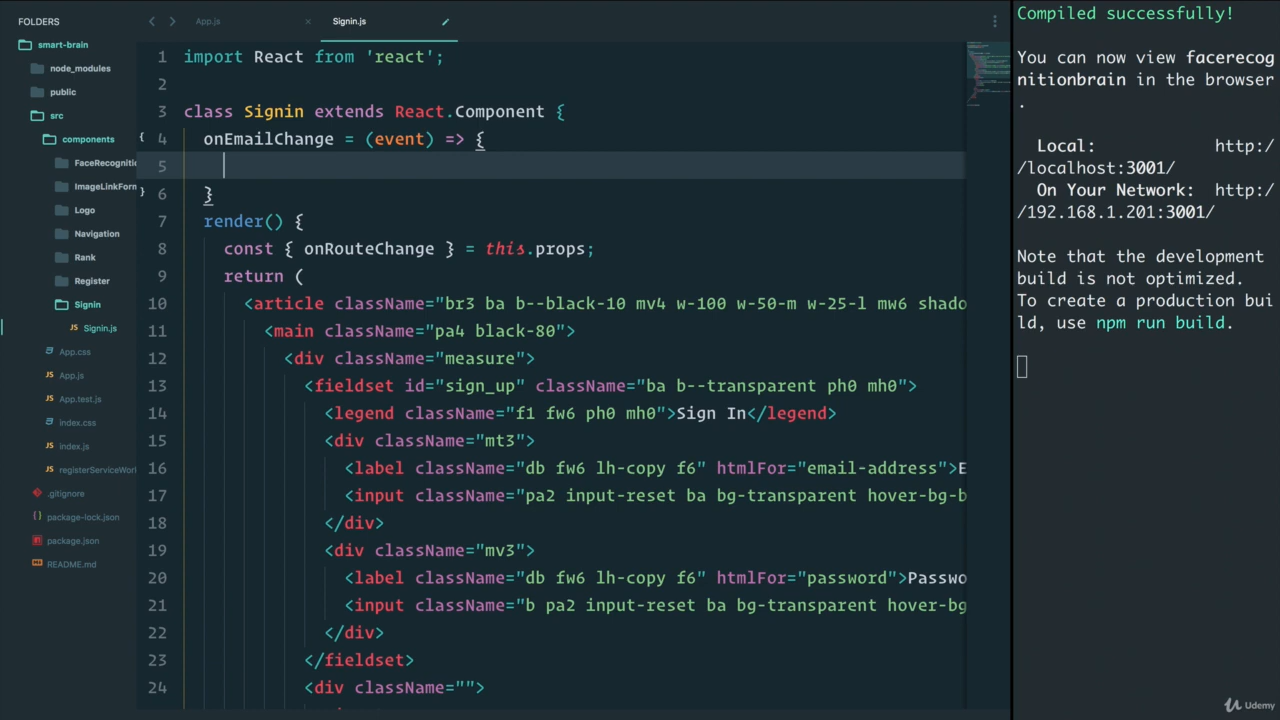 FOLDERS
smart-brain
node_modules
public
src
components
FaceRecognitio
ImageLinkForm
Logo
Navigation
Rank
Register
Signin
JS Signin.js
App.css
JS App.js
JS App.test.js
index.css
JS index.js
JS registerServiceWor
.gitignore
package-lock.json
package.json
README.md
App.js × Signin.js
1 import React from 'react';
2
3 class Signin extends React.Component {
4 onEmailChange = (event) => {
5
6 }
7 render() {
8 const { onRouteChange } = this.props;
9 return (
10 <article className="br3 ba b--black-10 mv4 w-100 w-50-m w-25-l mw6 shado
11 <main className="pa4 black-80">
12 <div className="measure">
13 <fieldset id="sign_up" className="ba b--transparent ph0 mh0">
14 <legend className="f1 fw6 ph0 mh0">Sign In</legend>
15 <div className="mt3">
16 <label className="db fw6 lh-copy f6" htmlFor="email-address">E
17 <input className="pa2 input-reset ba bg-transparent hover-bg-b
18 </div>
19 <div className="mv3">
20 <label className="db fw6 lh-copy f6" htmlFor="password">Passwo
21 <input className="b pa2 input-reset ba bg-transparent hover-bg
22 </div>
23 </fieldset>
24 <div className="">
Compiled successfully!
You can now view facerecog
nitionbrain in the browser
.
Local: http:/
/localhost:3001/
On Your Network: http:/
/192.168.1.201:3001/
Note that the development
build is not optimized.
To create a production bui
ld, use npm run build.
Udemy